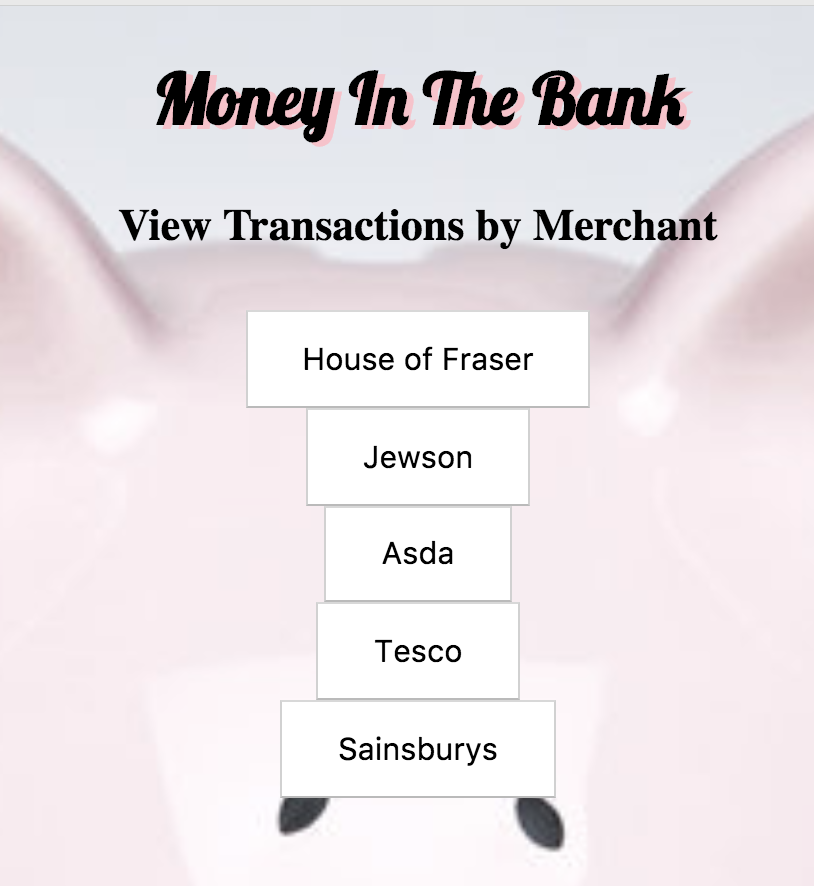 Money In The Bank
View Transactions by Merchant
House of Fraser
Jewson
Asda
Tesco
Sainsburys